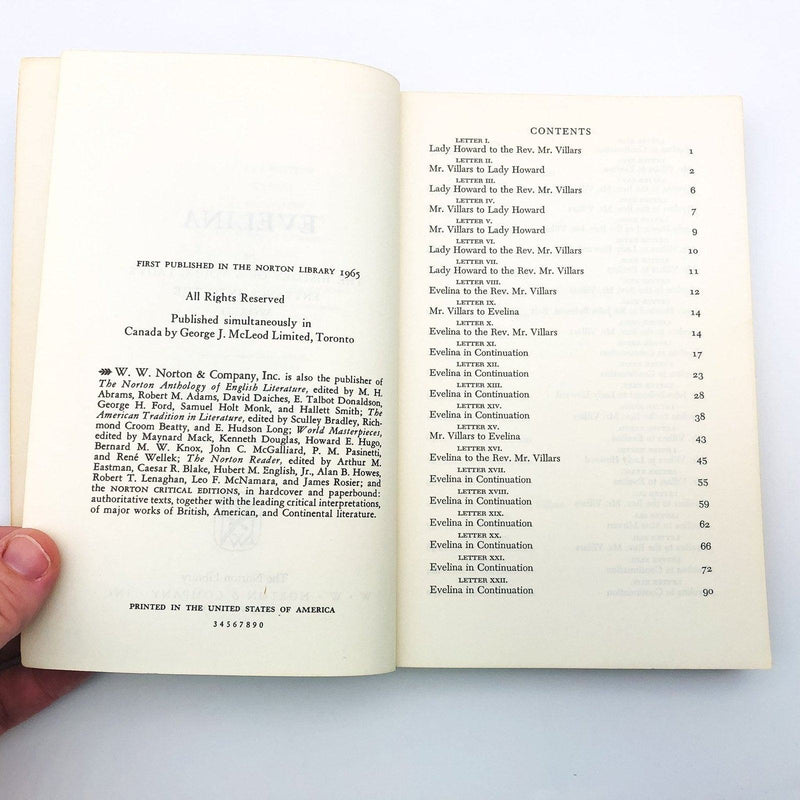 FIRST PUBLISHED IN THE NORTON LIBRARY 1965
All Rights Reserved
Published simultaneously in
Canada by George J. McLeod Limited, Toronto
W. W. Norton & Company, Inc. is also the publisher of
The Norton Anthology of English Literature, edited by M. H.
Abrams, Robert M. Adams, David Daiches, E. Talbot Donaldson,
George H. Ford, Samuel Holt Monk, and Hallett Smith; The
American Tradition in Literature, edited by Sculley Bradley, Rich-
mond Croom Beatty, and E. Hudson Long; World Masterpieces,
edited by Maynard Mack, Kenneth Douglas, Howard E. Hugo,
Bernard M. W. Knox, John C. McGalliard, P. M. Pasinetti,
and René Wellek; The Norton Reader, edited by Arthur M.
Eastman, Caesar R. Blake, Hubert M. English, Jr., Alan B. Howes,
Robert T. Lenaghan, Leo F. McNamara, and James Rosier; and
the NORTON CRITICAL EDITIONS, in hardcover and paperbound:
authoritative texts, together with the leading critical interpretations,
of major works of British, American, and Continental literature.
PRINTED IN THE UNITED STATES OF AMERICA
3 4 5 6 7 8 9 0
CONTENTS
LETTER I.
Lady Howard to the Rev. Mr. Villars 1
LETTER II.
Mr. Villars to Lady Howard 2
LETTER III.
Lady Howard to the Rev. Mr. Villars 6
LETTER IV.
Mr. Villars to Lady Howard 7
LETTER V.
Mr. Villars to Lady Howard 9
LETTER VI.
Lady Howard to the Rev. Mr. Villars 10
LETTER VII.
Lady Howard to the Rev. Mr. Villars 11
LETTER VIII.
Evelina to the Rev. Mr. Villars 12
LETTER IX.
Mr. Villars to Evelina 14
LETTER X.
Evelina to the Rev. Mr. Villars 14
LETTER XI.
Evelina in Continuation 17
LETTER XII.
Evelina in Continuation 23
LETTER XIII.
Evelina in Continuation 28
LETTER XIV.
Evelina in Continuation 38
LETTER XV.
Mr. Villars to Evelina 43
LETTER XVI.
Evelina to the Rev. Mr. Villars 45
LETTER XVII.
Evelina in Continuation 55
LETTER XVIII.
Evelina in Continuation 59
LETTER XIX.
Evelina in Continuation 62
LETTER XX.
Evelina in Continuation 66
LETTER XXI.
Evelina in Continuation 72
LETTER XXII.
Evelina in Continuation 90